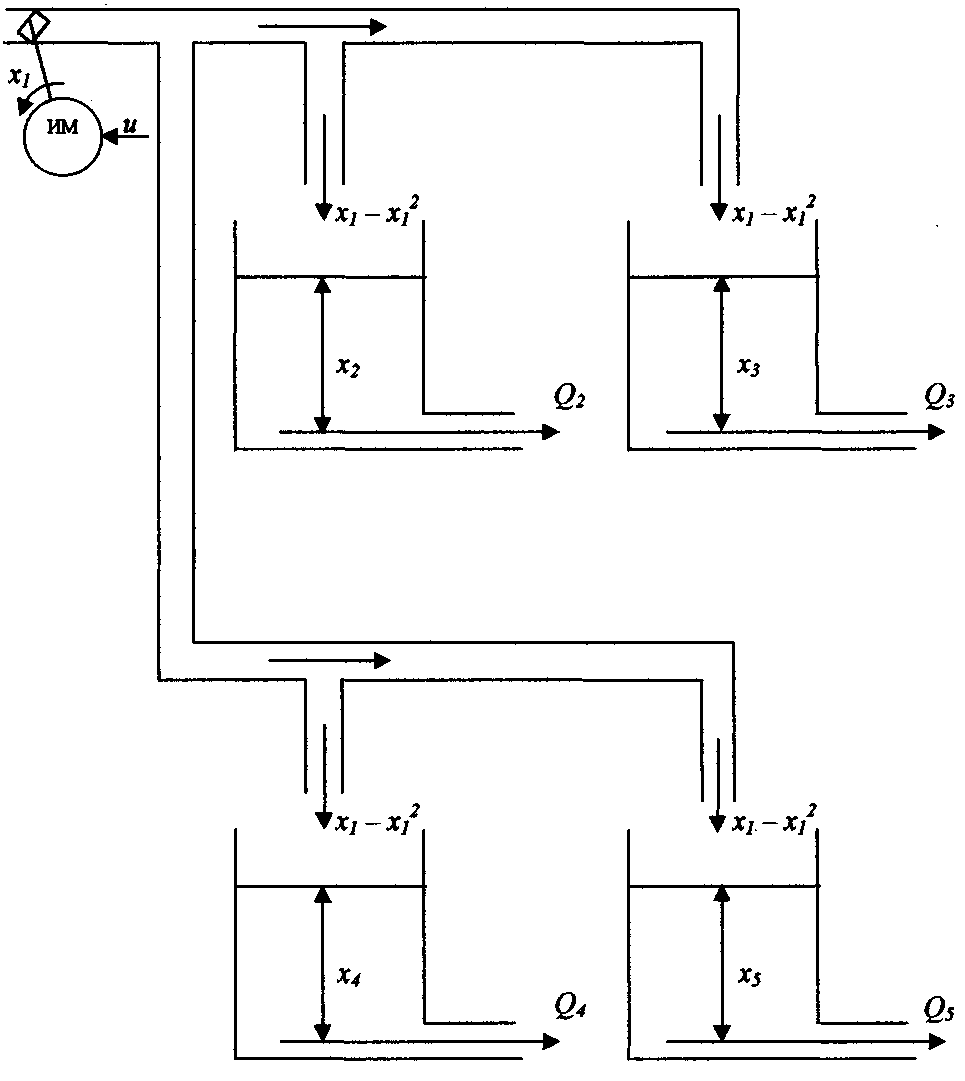 x₁
ИМ
u
x₁ – x₁²
x₁ – x₁²
x₂
x₃
Q₂
Q₃
x₁ – x₁²
x₁ – x₁²
x₄
x₅
Q₄
Q₅